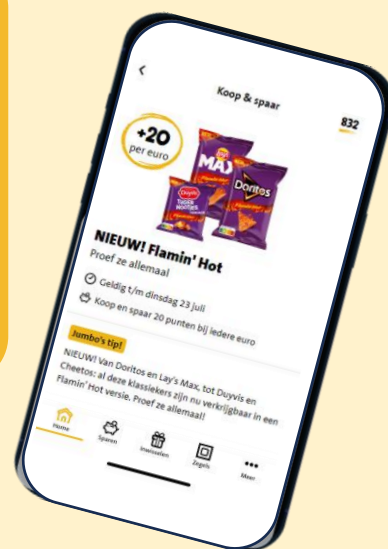 Koop & spaar
832
+20
per euro
MAX
Doritos
Duyvis
NIEUW! Flamin' Hot
Proef ze allemaal
Geldig t/m dinsdag 23 juli
Koop en spaar 20 punten bij iedere euro
Jumbo's tip!
NIEUW! Van Doritos en Lay's Max, tot Duyvis en
Cheetos: al deze klassiekers zijn nu verkrijgbaar in een
Flamin' Hot versie. Proef ze allemaal!
Home
Sparen
Inwisselen
Zegels
Meer